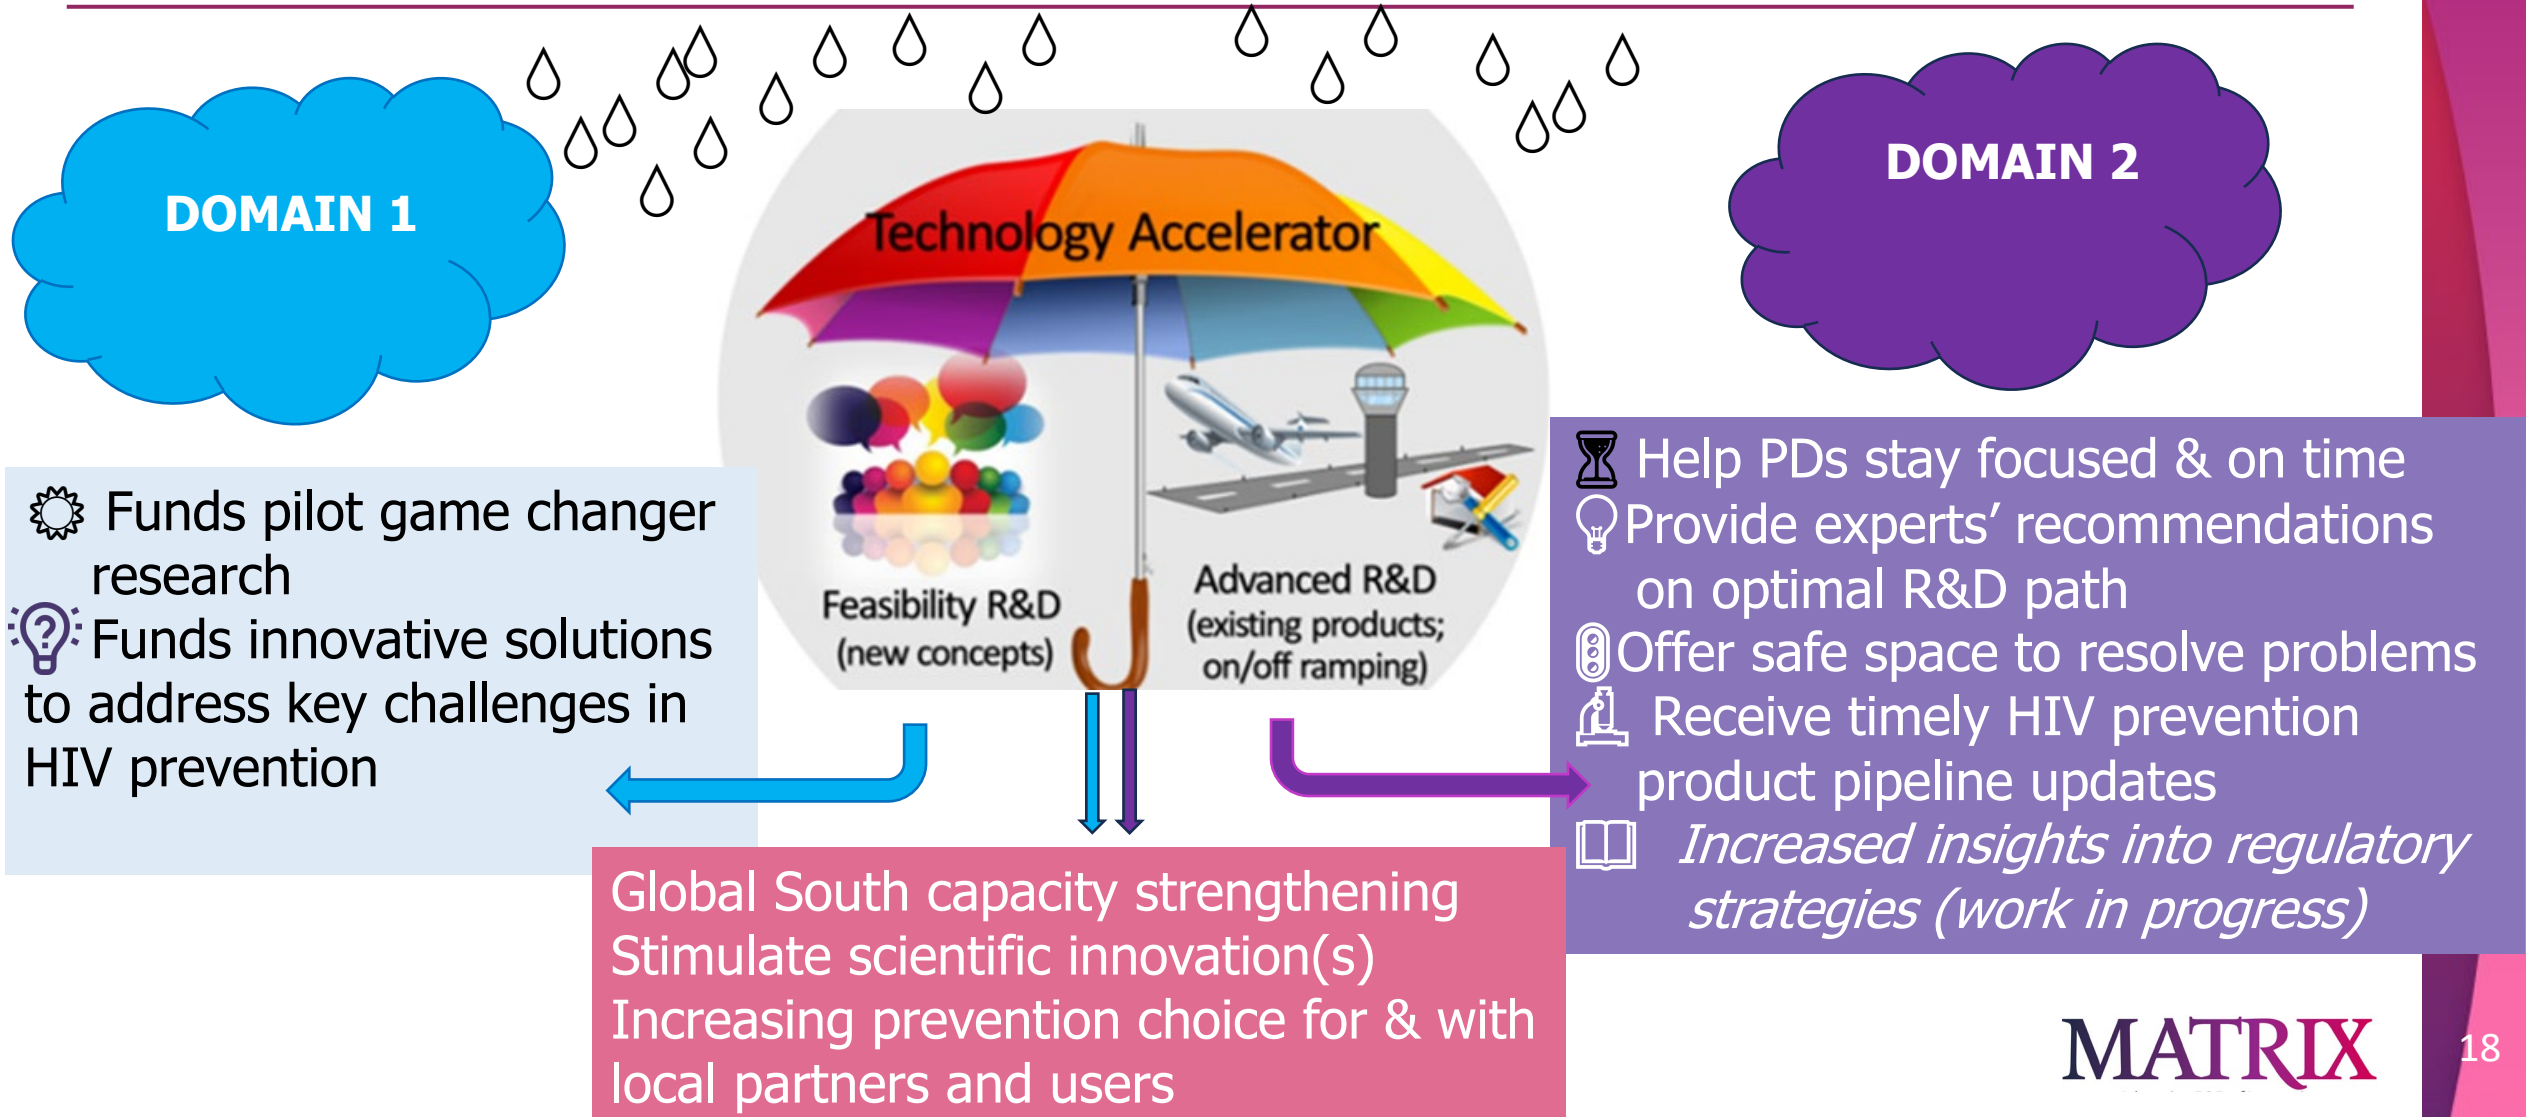 DOMAIN 1
DOMAIN 2
Technology Accelerator
Feasibility R&D
(new concepts)
Advanced R&D
(existing products;
on/off ramping)
Funds pilot game changer
research
Funds innovative solutions
to address key challenges in
HIV prevention
Help PDs stay focused & on time
Provide experts’ recommendations
on optimal R&D path
Offer safe space to resolve problems
Receive timely HIV prevention
product pipeline updates
Increased insights into regulatory
strategies (work in progress)
Global South capacity strengthening
Stimulate scientific innovation(s)
Increasing prevention choice for & with
local partners and users
MATRIX
18